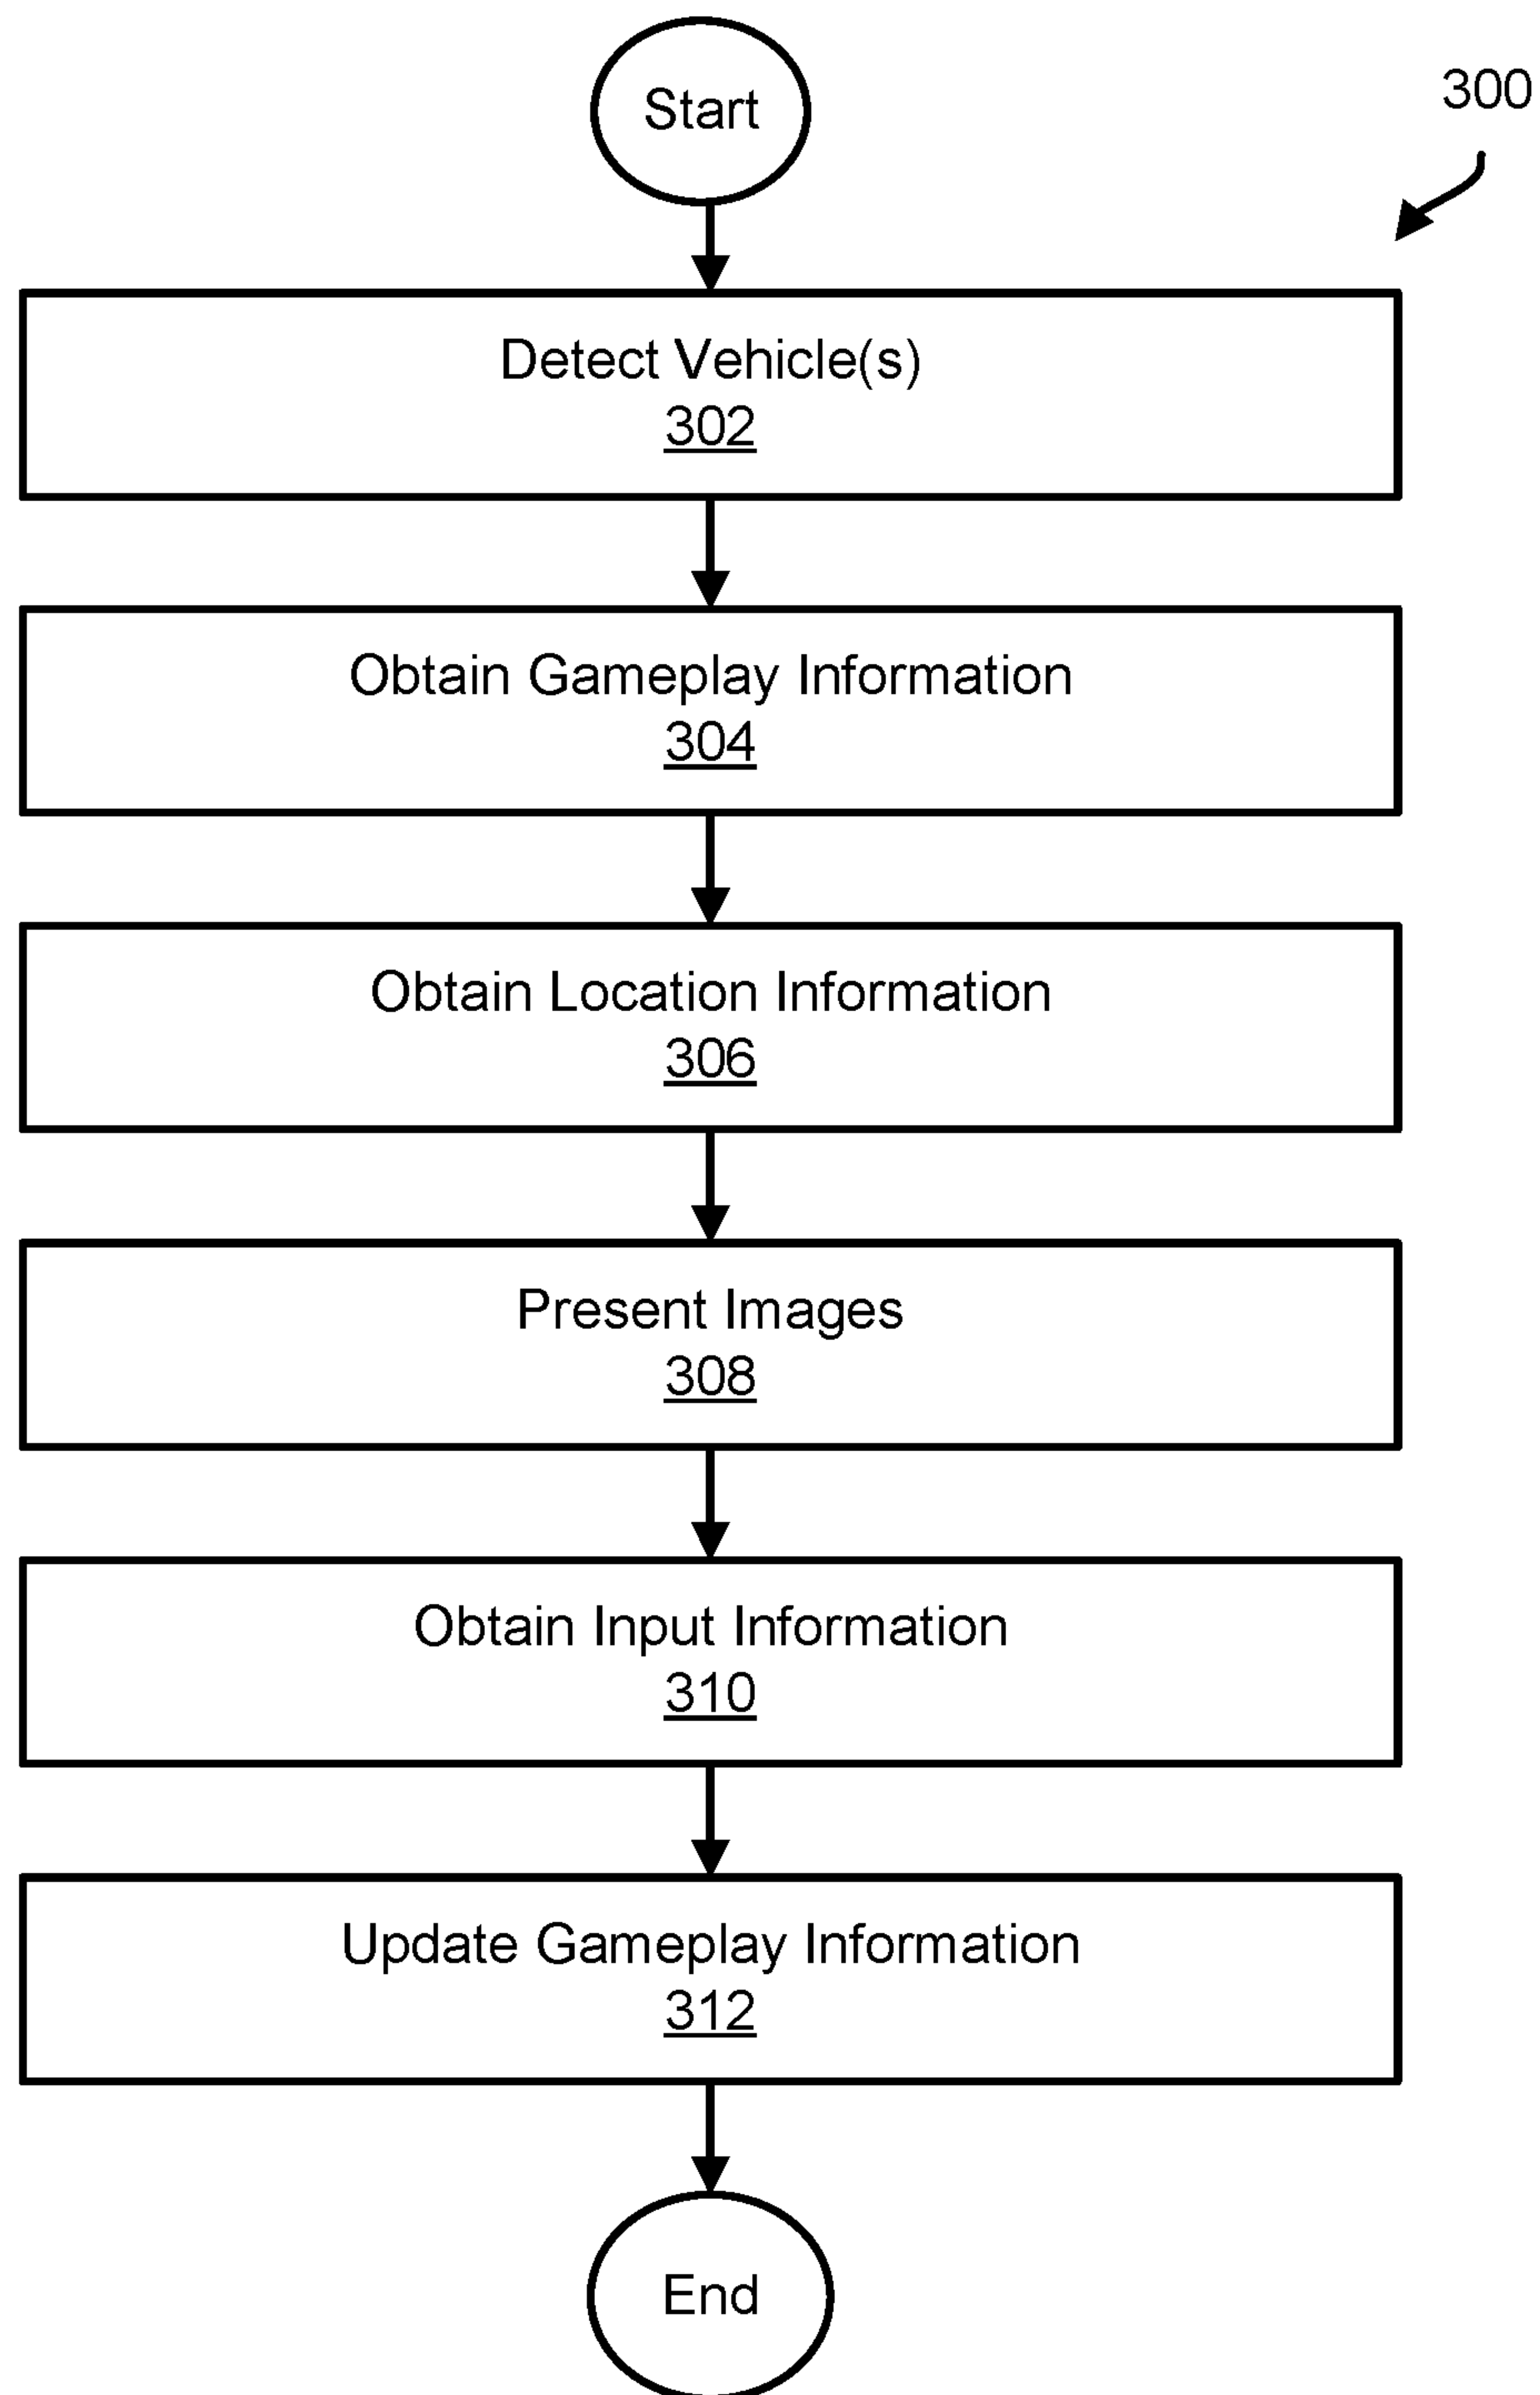 Start
300
Detect Vehicle(s)
302
Obtain Gameplay Information
304
Obtain Location Information
306
Present Images
308
Obtain Input Information
310
Update Gameplay Information
312
End